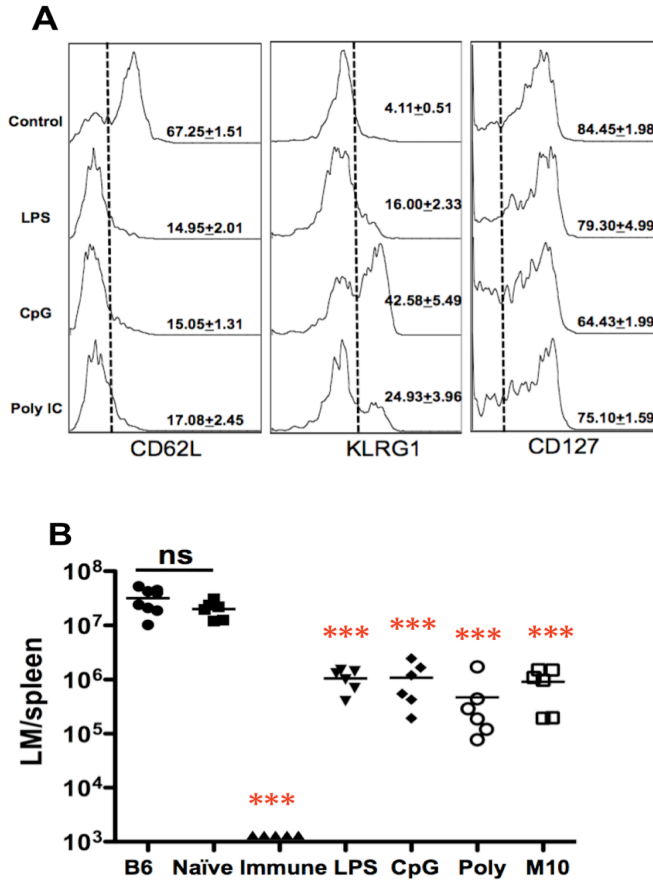 A
Control
67.25±1.51
4.11±0.51
84.45±1.98
LPS
14.95±2.01
16.00±2.33
79.30±4.99
CpG
15.05±1.31
42.58±5.49
64.43±1.99
Poly IC
17.08±2.45
24.93±3.96
75.10±1.59
CD62L
KLRG1
CD127
B
ns
*** *** *** ***
***
LM/spleen
10⁸
10⁷
10⁶
10⁵
10⁴
10³
B6 Naïve Immune LPS CpG Poly M10